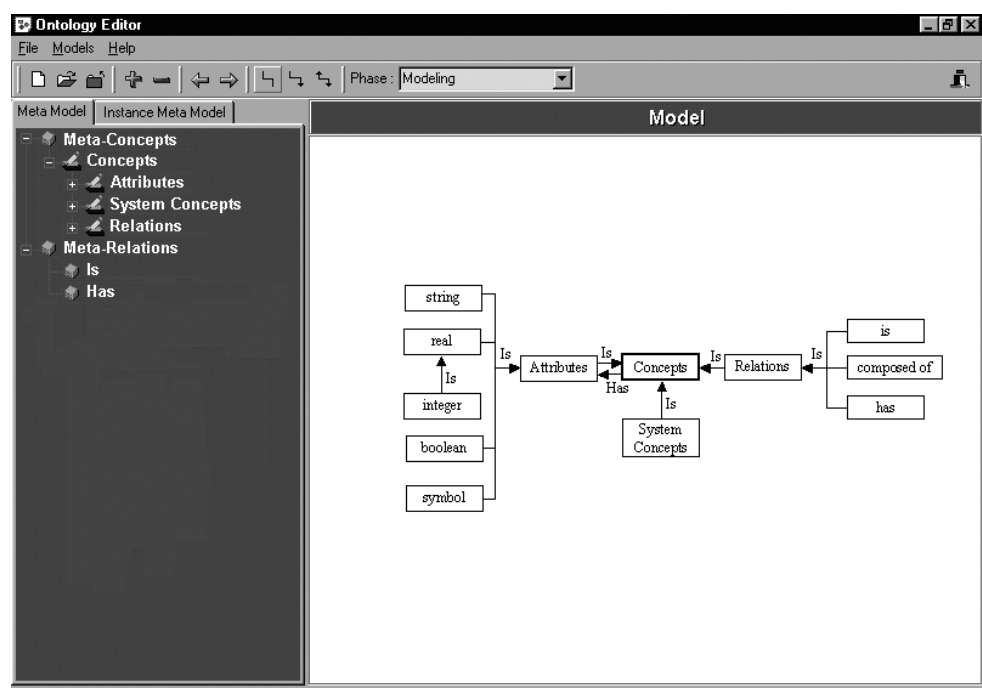 Ontology Editor
File Models Help
Phase : Modeling
Meta Model Instance Meta Model
Model
Meta-Concepts
Concepts
Attributes
System Concepts
Relations
Meta-Relations
Is
Has
string
real
Is
integer
boolean
symbol
Is
Attributes
Is
Has
Concepts
Is
System
Concepts
Is
Relations
Is
is
composed of
has